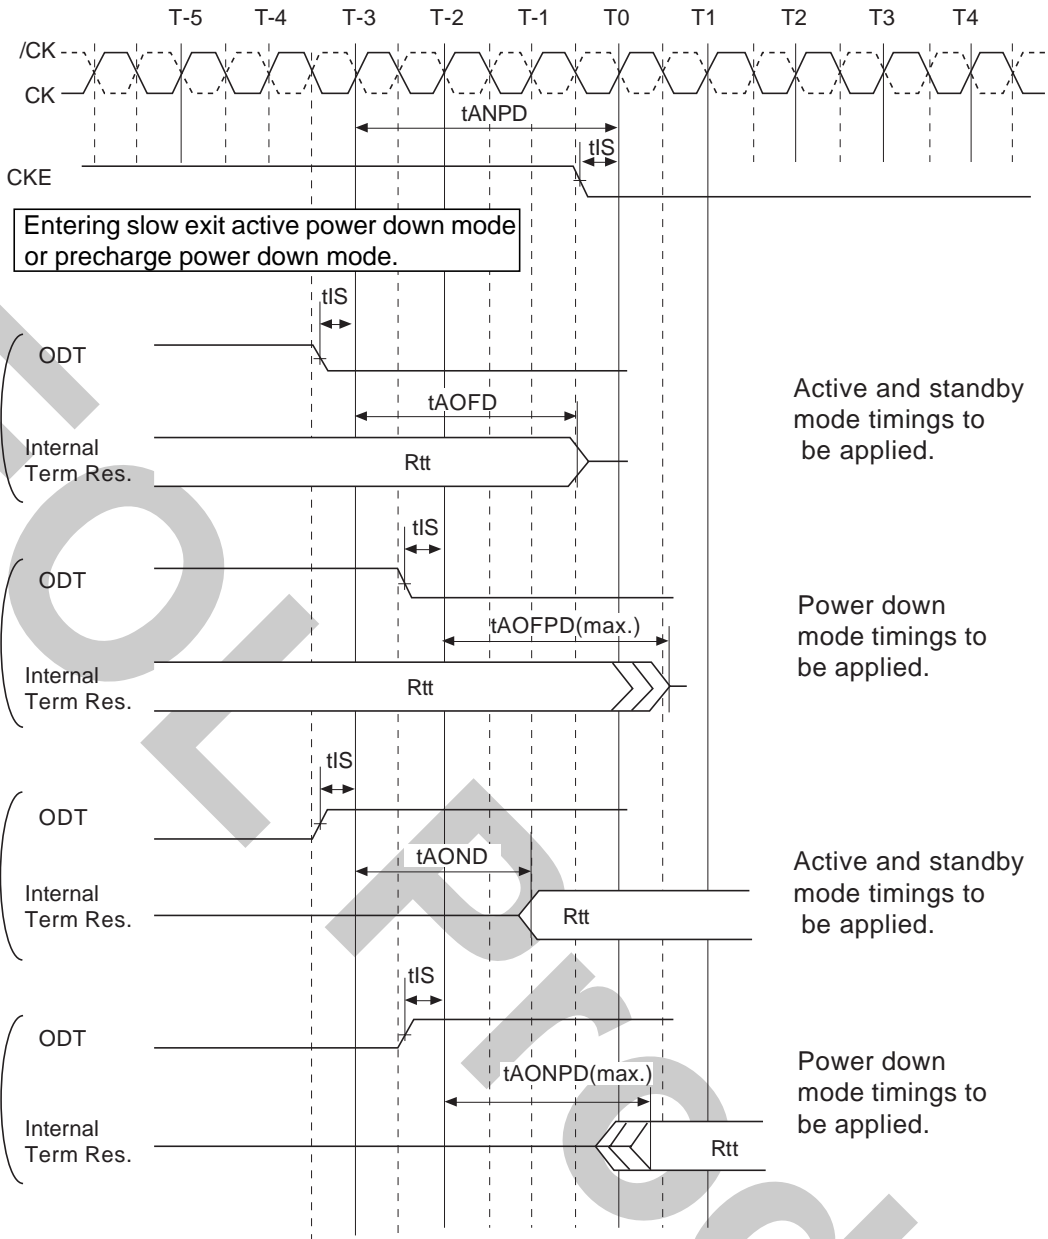 T-5 T-4 T-3 T-2 T-1 T0 T1 T2 T3 T4
/CK
CK
tANPD
tIS
CKE
Entering slow exit active power down mode
or precharge power down mode.
tIS
ODT
tAOFD
Internal
Term Res.
Rtt
Active and standby
mode timings to
be applied.
tIS
ODT
tAOFPD(max.)
Internal
Term Res.
Rtt
Power down
mode timings to
be applied.
tIS
ODT
tAOND
Internal
Term Res.
Rtt
Active and standby
mode timings to
be applied.
tIS
ODT
tAONPD(max.)
Internal
Term Res.
Rtt
Power down
mode timings to
be applied.